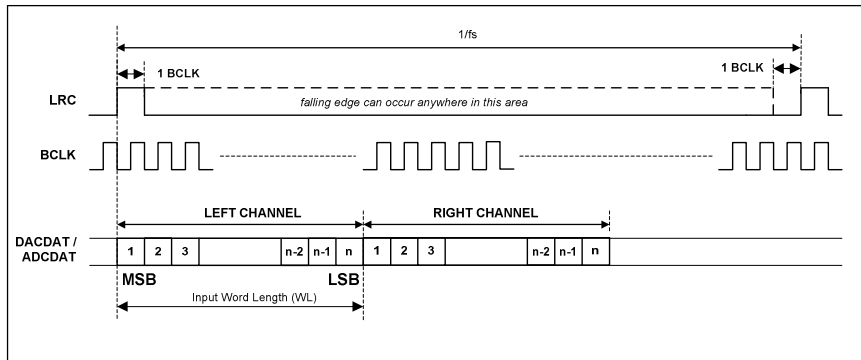 1/fs
1 BCLK
1 BCLK
LRC
falling edge can occur anywhere in this area
BCLK
LEFT CHANNEL
RIGHT CHANNEL
DACDAT /
ADCDAT
1 2 3 n-2 n-1 n 1 2 3 n-2 n-1 n
MSB
LSB
Input Word Length (WL)